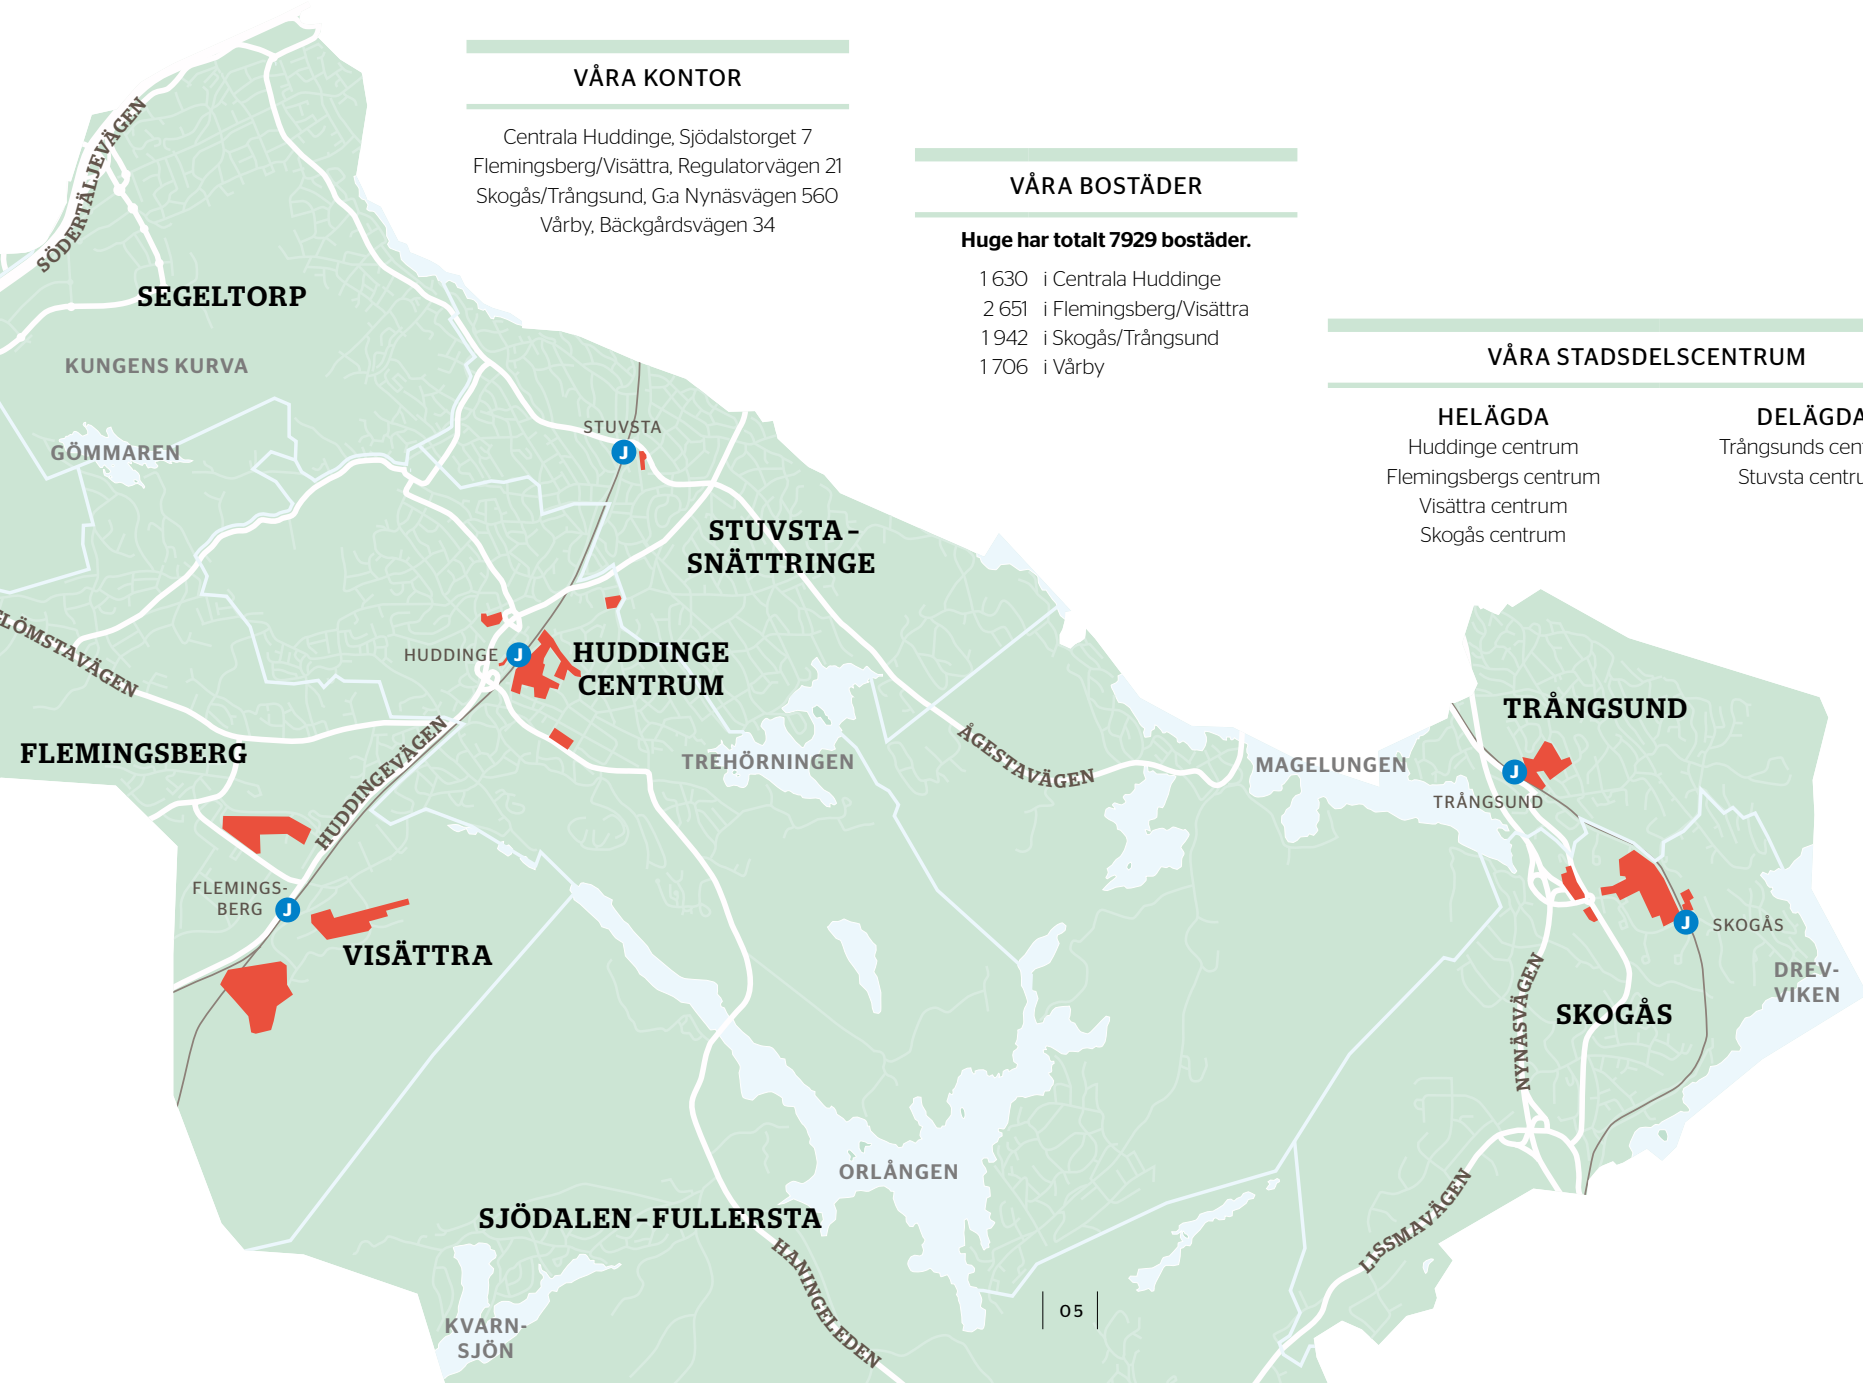 VÅRA KONTOR
Centrala Huddinge, Sjödalstorget 7
Flemingsberg/Visättra, Regulatorvägen 21
Skogås/Trångsund, G:a Nynäsvägen 560
Vårby, Bäckgårdsvägen 34
VÅRA BOSTÄDER
Huge har totalt 7929 bostäder.
1 630 i Centrala Huddinge
2 651 i Flemingsberg/Visättra
1 942 i Skogås/Trångsund
1 706 i Vårby
VÅRA STADSDELSCENTRUM
HELÄGDA
Huddinge centrum
Flemingsbergs centrum
Visättra centrum
Skogås centrum
DELÄGDA
Trångsunds
Stuvsta
SÖDERTÄLJEVÄGEN
SEGELTORP
KUNGENS KURVA
GÖMMAREN
STUVSTA
J
STUVSTA –
SNÄTTRINGE
HUDDINGE
J
HUDDINGE
CENTRUM
FLEMINGSBERG
HUDDINGEVÄGEN
TREHÖRNINGEN
ÅGESTAVÄGEN
MAGELUNGEN
TRÅNGSUND
J
TRÅNGSUND
FLEMINGS-
BERG
J
VISÄTTRA
J
SKOGÅS
DREV-
VIKEN
NYNÄSVÄGEN
SKOGÅS
ORLÅNGEN
SJÖDALEN – FULLERSTA
LISSMAVÄGEN
HANINGELEDEN
KVARN-
SJÖN
05